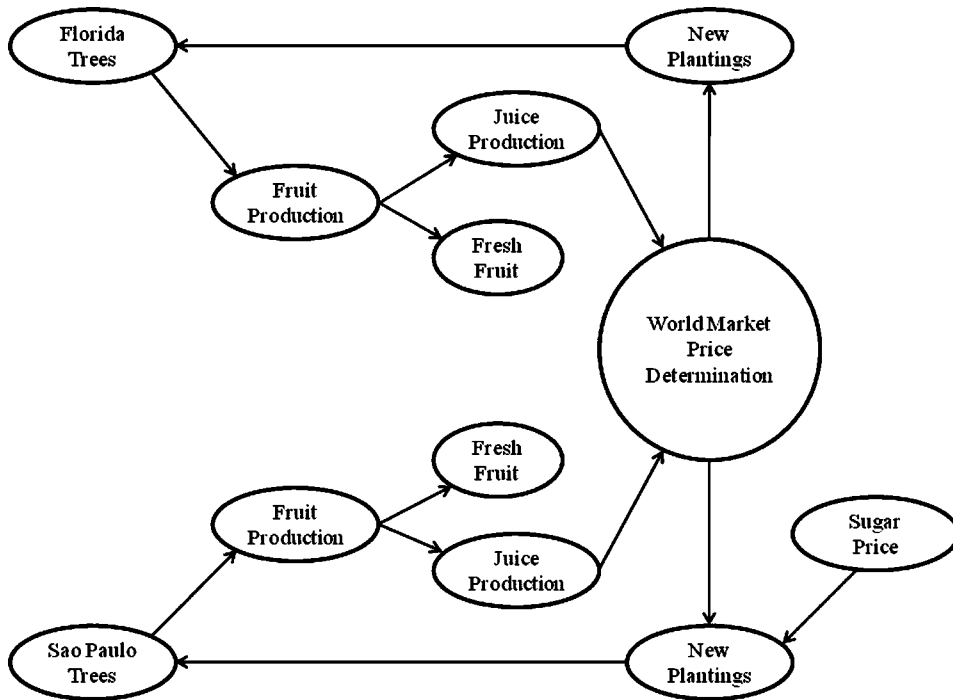 Florida
Trees
New
Plantings
Juice
Production
Fruit
Production
Fresh
Fruit
World Market
Price
Determination
Fresh
Fruit
Fruit
Production
Juice
Production
Sugar
Price
Sao Paulo
Trees
New
Plantings